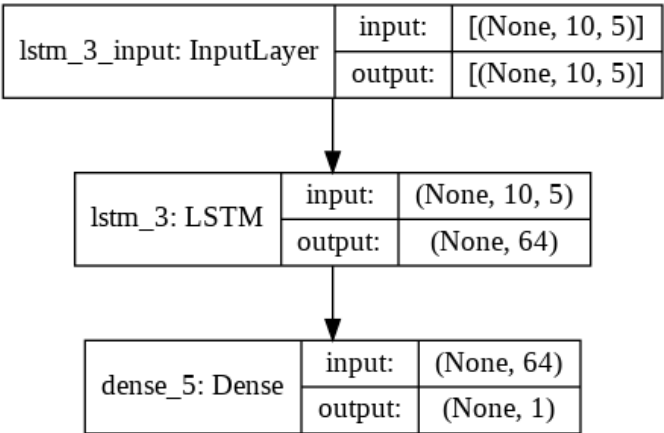 lstm_3_input: InputLayer
input:
[(None, 10, 5)]
output:
[(None, 10, 5)]
lstm_3: LSTM
input:
(None, 10, 5)
output:
(None, 64)
dense_5: Dense
input:
(None, 64)
output:
(None, 1)